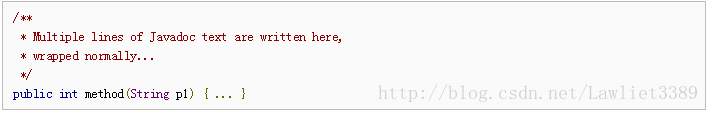 /**
 * Multiple lines of Javadoc text are written here,
 * wrapped normally...
 */
public int method(String p1) { ... }
http://blog.csdn.net/Lawliet3389